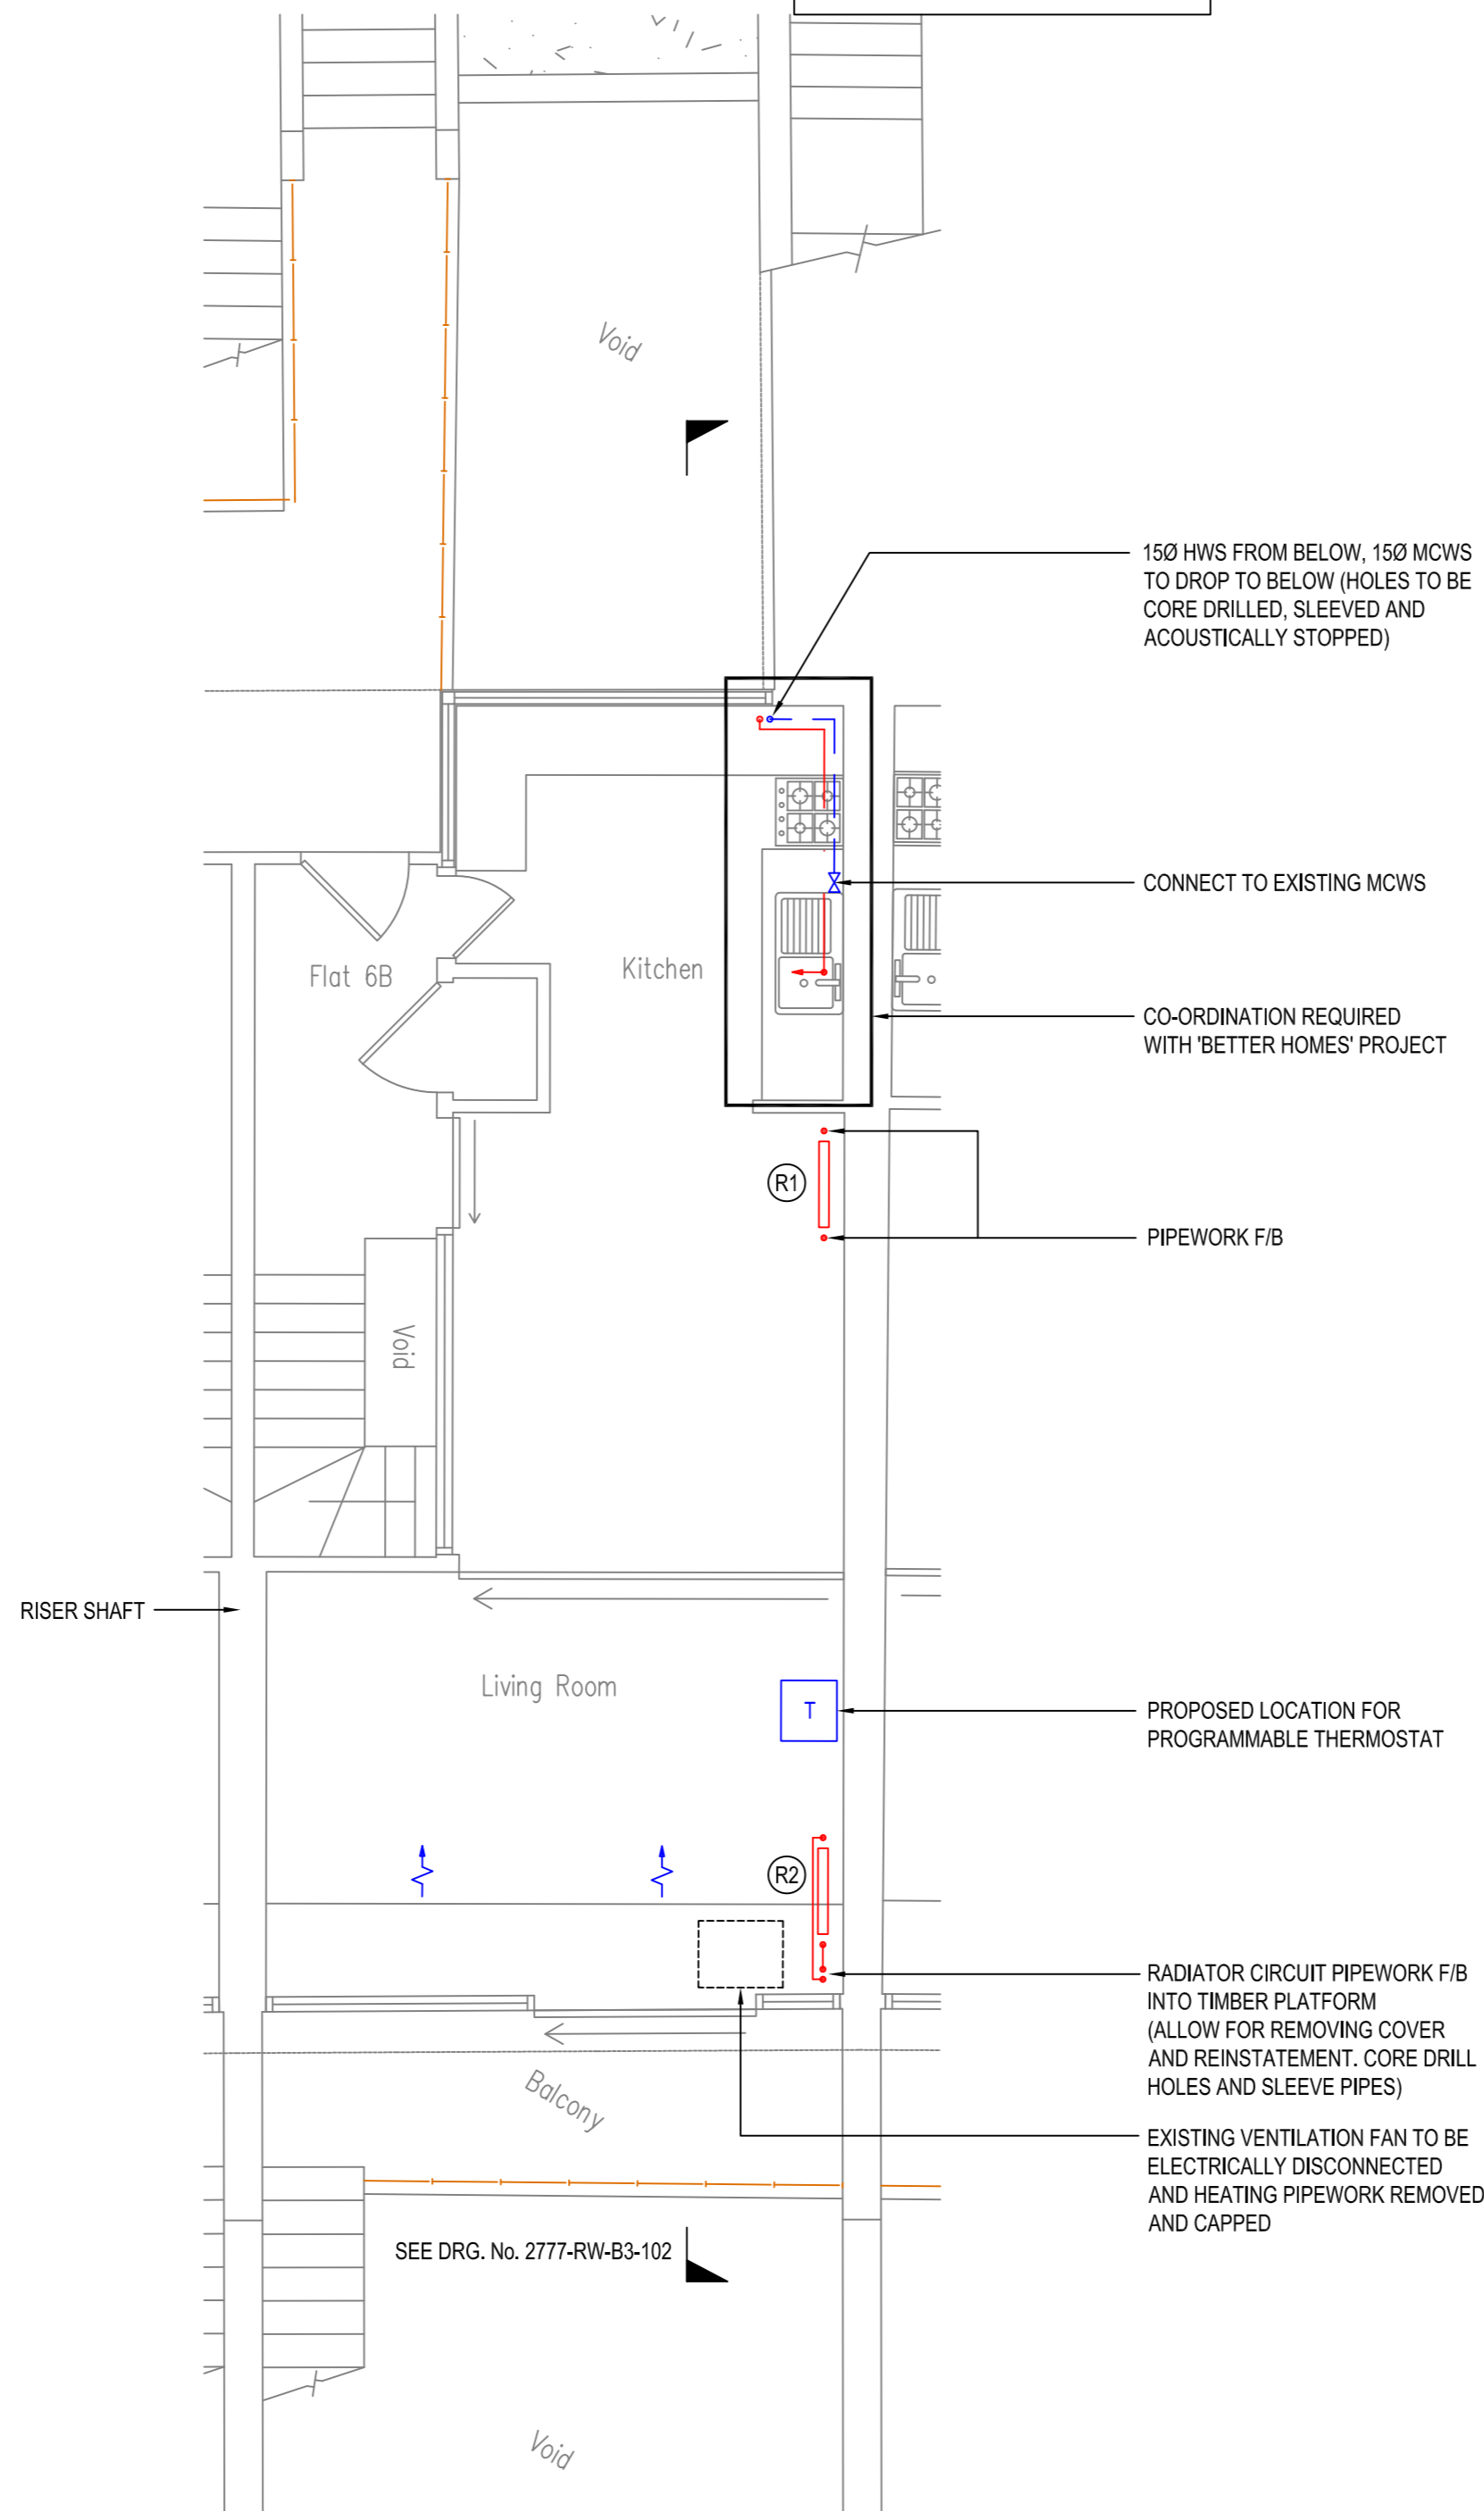 Void
15Ø HWS FROM BELOW, 15Ø MCWS
TO DROP TO BELOW (HOLES TO BE
CORE DRILLED, SLEEVED AND
ACOUSTICALLY STOPPED)
CONNECT TO EXISTING MCWS
Flat 6B
Kitchen
CO-ORDINATION REQUIRED
WITH 'BETTER HOMES' PROJECT
R1
PIPEWORK F/B
Void
RISER SHAFT
Living Room
T
PROPOSED LOCATION FOR
PROGRAMMABLE THERMOSTAT
R2
RADIATOR CIRCUIT PIPEWORK F/B
INTO TIMBER PLATFORM
(ALLOW FOR REMOVING COVER
AND REINSTATEMENT. CORE DRILL
HOLES AND SLEEVE PIPES)
Balcony
EXISTING VENTILATION FAN TO BE
ELECTRICALLY DISCONNECTED
AND HEATING PIPEWORK REMOVED
AND CAPPED
SEE DRG. No. 2777-RW-B3-102
Void